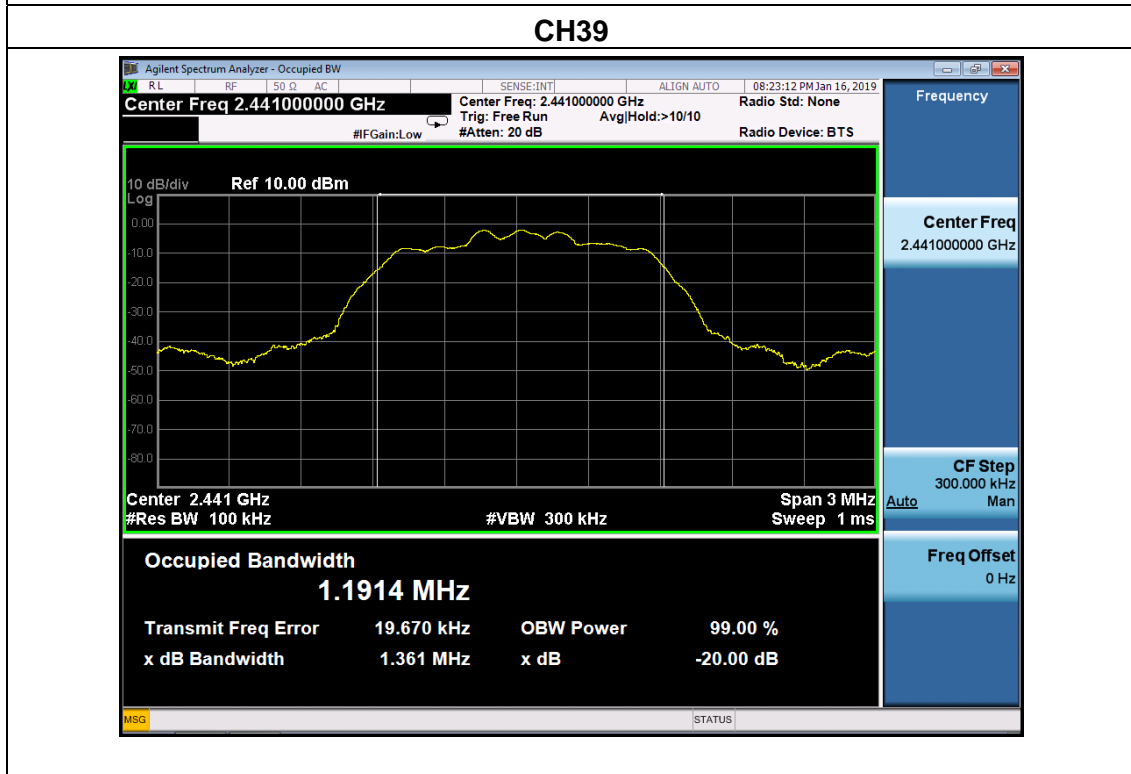 CH39
Agilent Spectrum Analyzer - Occupied BW
LXI RL RF 50 Ω AC SENSE:INT ALIGN AUTO 08:23:12 PM Jan 16, 2019
Center Freq 2.441000000 GHz
Center Freq: 2.441000000 GHz
Radio Std: None
Trig: Free Run Avg|Hold:>10/10
#IFGain:Low
#Atten: 20 dB
Radio Device: BTS
10 dB/div Ref 10.00 dBm
Log
0.00
-10.0
-20.0
-30.0
-40.0
-50.0
-60.0
-70.0
-80.0
Center 2.441 GHz Span 3 MHz
#Res BW 100 kHz #VBW 300 kHz Sweep 1 ms
Occupied Bandwidth
1.1914 MHz
Transmit Freq Error 19.670 kHz OBW Power 99.00 %
x dB Bandwidth 1.361 MHz x dB -20.00 dB
MSG STATUS
Frequency
Center Freq
2.441000000 GHz
CF Step
300.000 kHz
Auto Man
Freq Offset
0 Hz